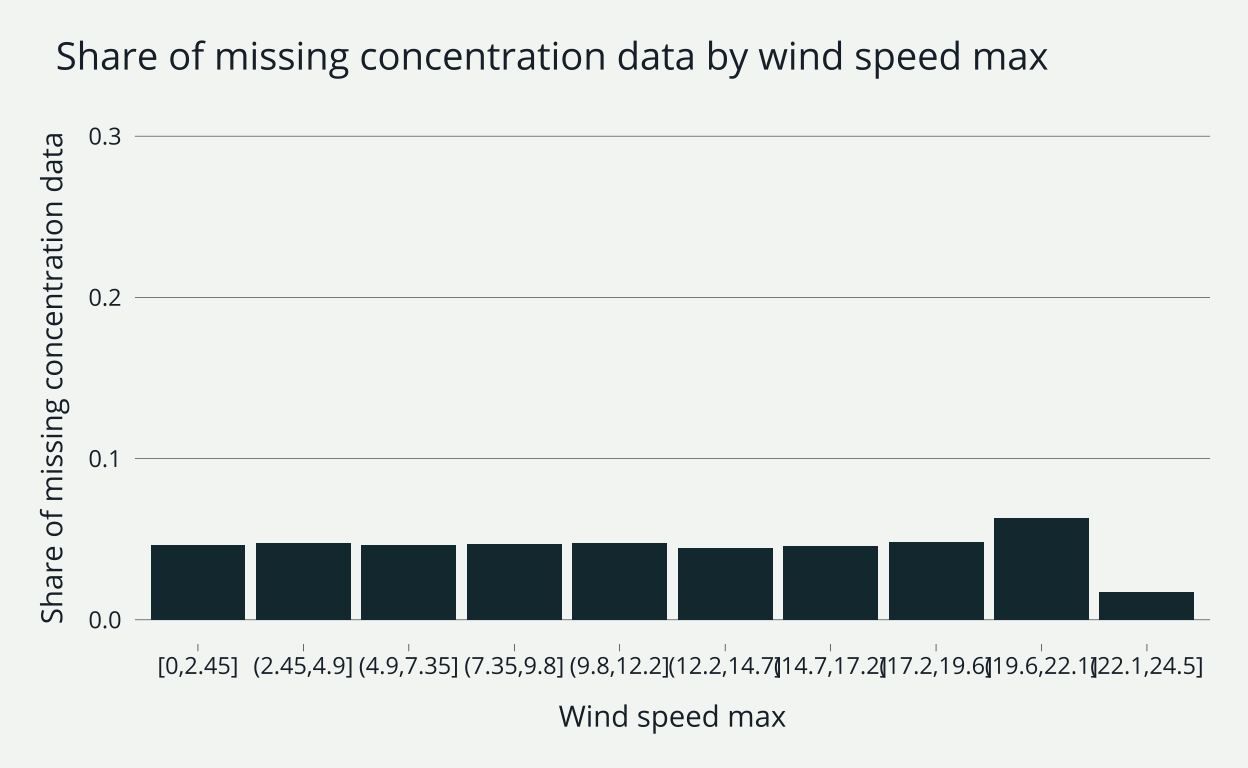 Share of missing concentration data by wind speed max
Share of missing concentration data
0.3
0.2
0.1
0.0
[0,2.45] (2.45,4.9] (4.9,7.35] (7.35,9.8] (9.8,12.2] (12.2,14.7] (14.7,17.2] (17.2,19.6] (19.6,22.1] (22.1,24.5]
Wind speed max